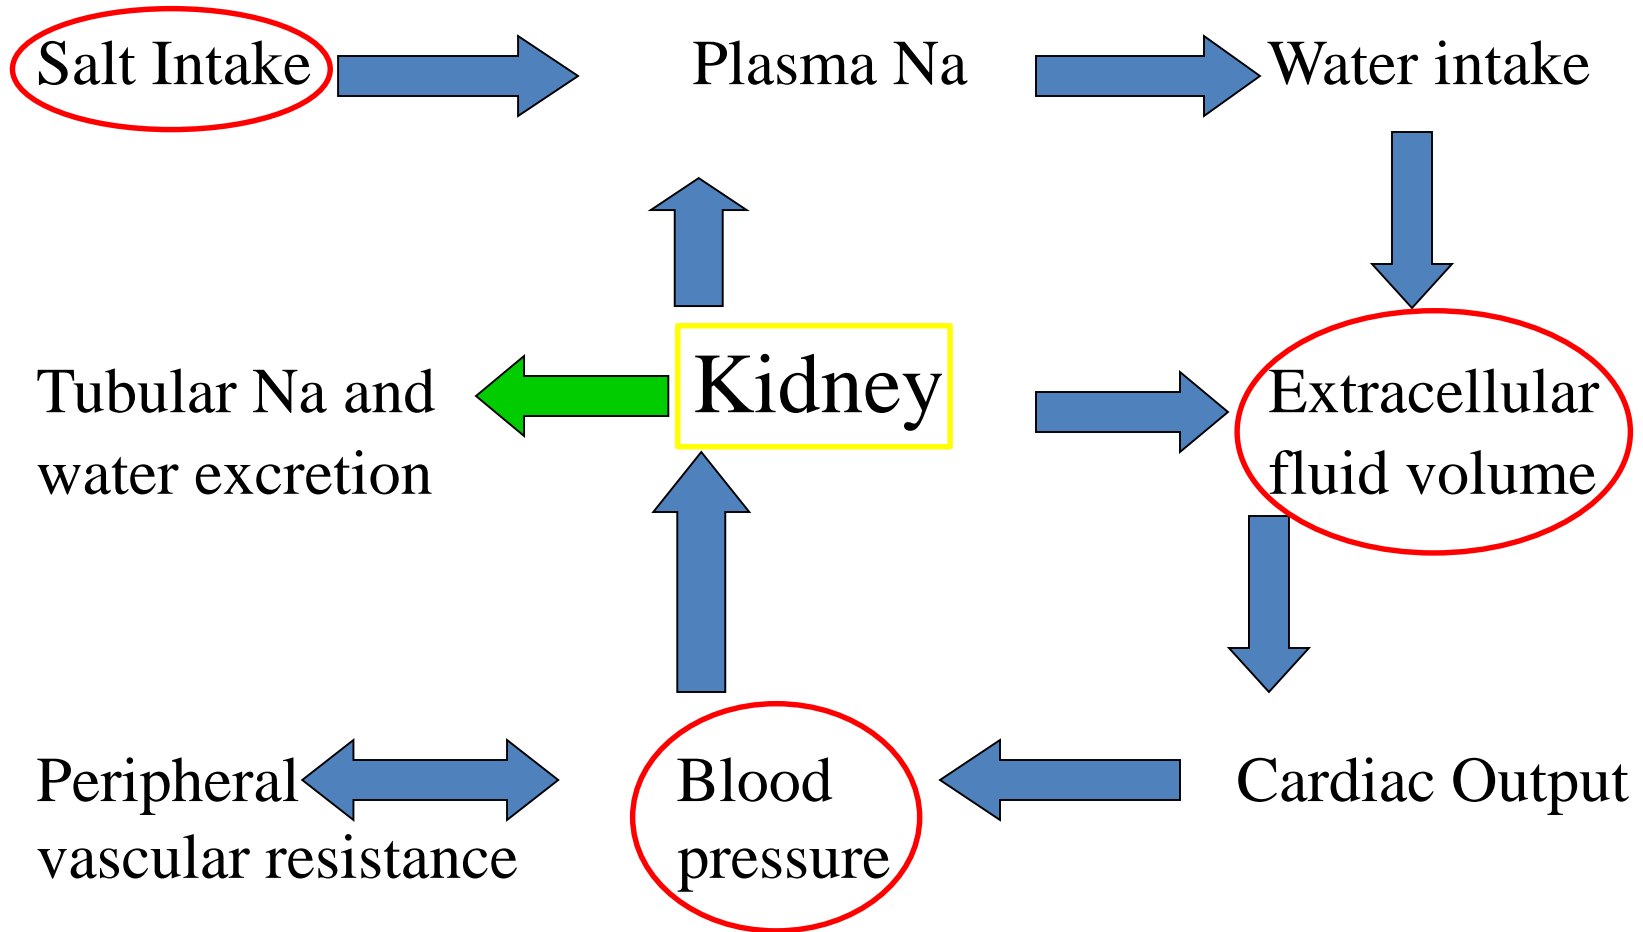 Salt Intake
Plasma Na
Water intake
Tubular Na and
water excretion
Kidney
Extracellular
fluid volume
Peripheral
vascular resistance
Blood
pressure
Cardiac Output